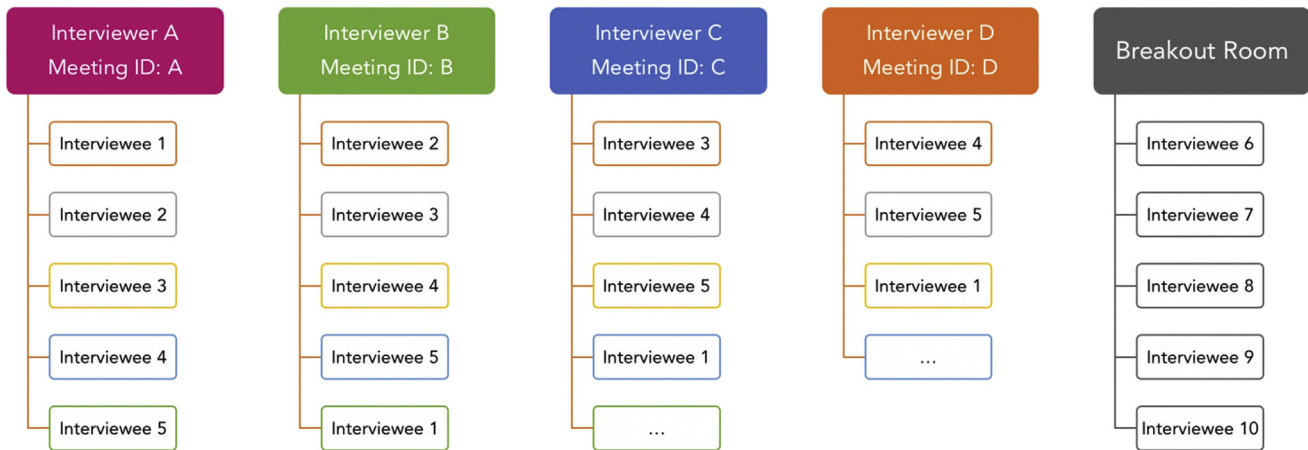 Interviewer A
Meeting ID: A
Interviewee 1
Interviewee 2
Interviewee 3
Interviewee 4
Interviewee 5
Interviewer B
Meeting ID: B
Interviewee 2
Interviewee 3
Interviewee 4
Interviewee 5
Interviewee 1
Interviewer C
Meeting ID: C
Interviewee 3
Interviewee 4
Interviewee 5
Interviewee 1
...
Interviewer D
Meeting ID: D
Interviewee 4
Interviewee 5
Interviewee 1
...
Breakout Room
Interviewee 6
Interviewee 7
Interviewee 8
Interviewee 9
Interviewee 10